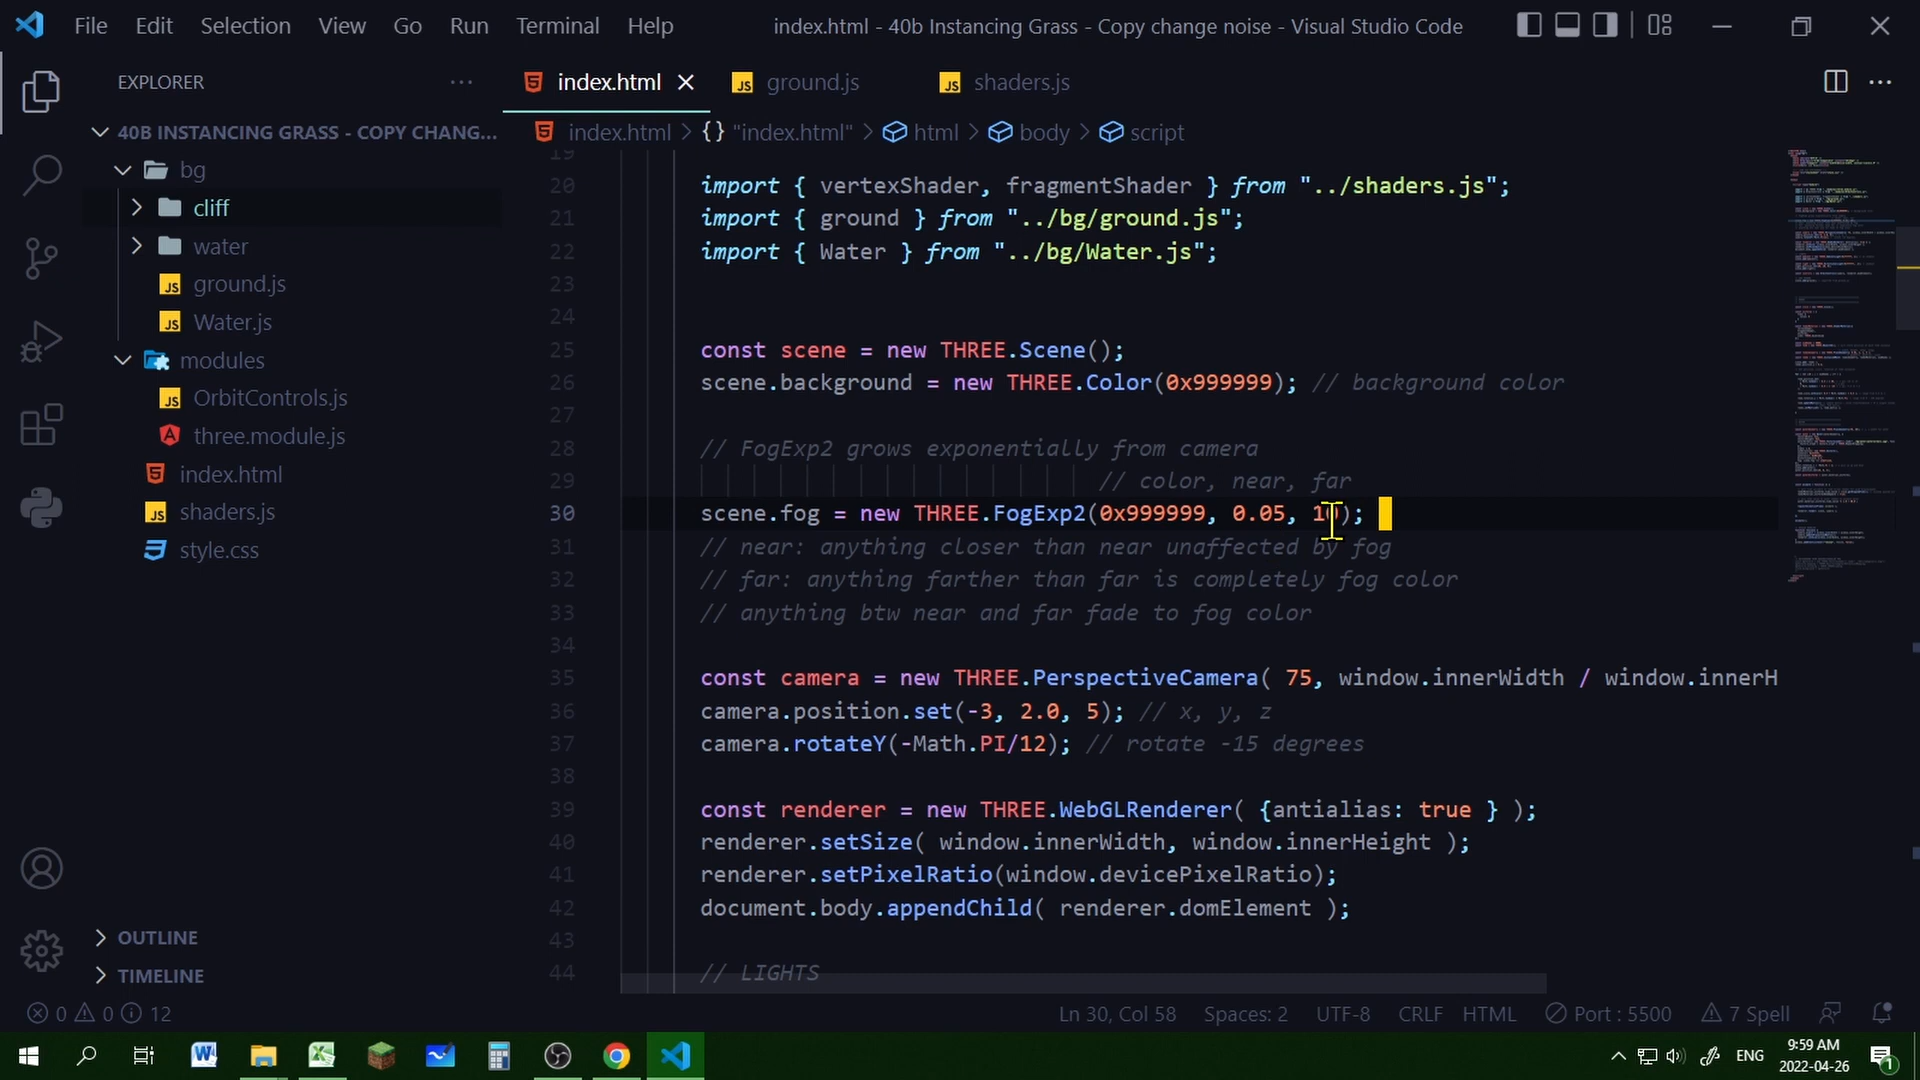 File Edit Selection View Go Run Terminal Help
index.html - 40b Instancing Grass - Copy change noise - Visual Studio Code
EXPLORER
index.html
ground.js
shaders.js
40B INSTANCING GRASS - COPY CHANG...
index.html > {} "index.html" > html > body > script
bg
cliff
water
ground.js
Water.js
modules
OrbitControls.js
three.module.js
index.html
shaders.js
style.css
OUTLINE
TIMELINE
19
20 import { vertexShader, fragmentShader } from "../shaders.js";
21 import { ground } from "../bg/ground.js";
22 import { Water } from "../bg/Water.js";
23
24
25 const scene = new THREE.Scene();
26 scene.background = new THREE.Color(0x999999); // background color
27
28 // FogExp2 grows exponentially from camera
29 // color, near, far
30 scene.fog = new THREE.FogExp2(0x999999, 0.05, 10);
31 // near: anything closer than near unaffected by fog
32 // far: anything farther than far is completely fog color
33 // anything btw near and far fade to fog color
34
35 const camera = new THREE.PerspectiveCamera( 75, window.innerWidth / window.innerH
36 camera.position.set(-3, 2.0, 5); // x, y, z
37 camera.rotateY(-Math.PI/12); // rotate -15 degrees
38
39 const renderer = new THREE.WebGLRenderer( {antialias: true } );
40 renderer.setSize( window.innerWidth, window.innerHeight );
41 renderer.setPixelRatio(window.devicePixelRatio);
42 document.body.appendChild( renderer.domElement );
43
44 // LIGHTS
0 0 12
Ln 30, Col 58 Spaces: 2 UTF-8 CRLF HTML Port : 5500 7 Spell
ENG
9:59 AM
2022-04-26
1